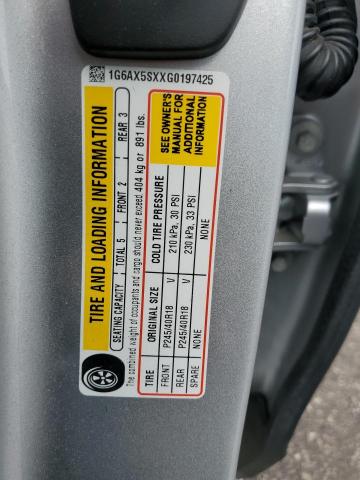 1G6AX5SXXG0197425
TIRE AND LOADING INFORMATION
SEATING CAPACITY TOTAL 5 FRONT 2 REAR 3
The combined weight of occupants and cargo should never exceed 404 kg or 891 lbs.
TIRE ORIGINAL SIZE COLD TIRE PRESSURE
FRONT P245/40R18 V 210 kPa, 30 PSI
REAR P245/40R18 V 230 kPa, 33 PSI
SPARE NONE NONE
SEE OWNER'S
MANUAL FOR
ADDITIONAL
INFORMATION